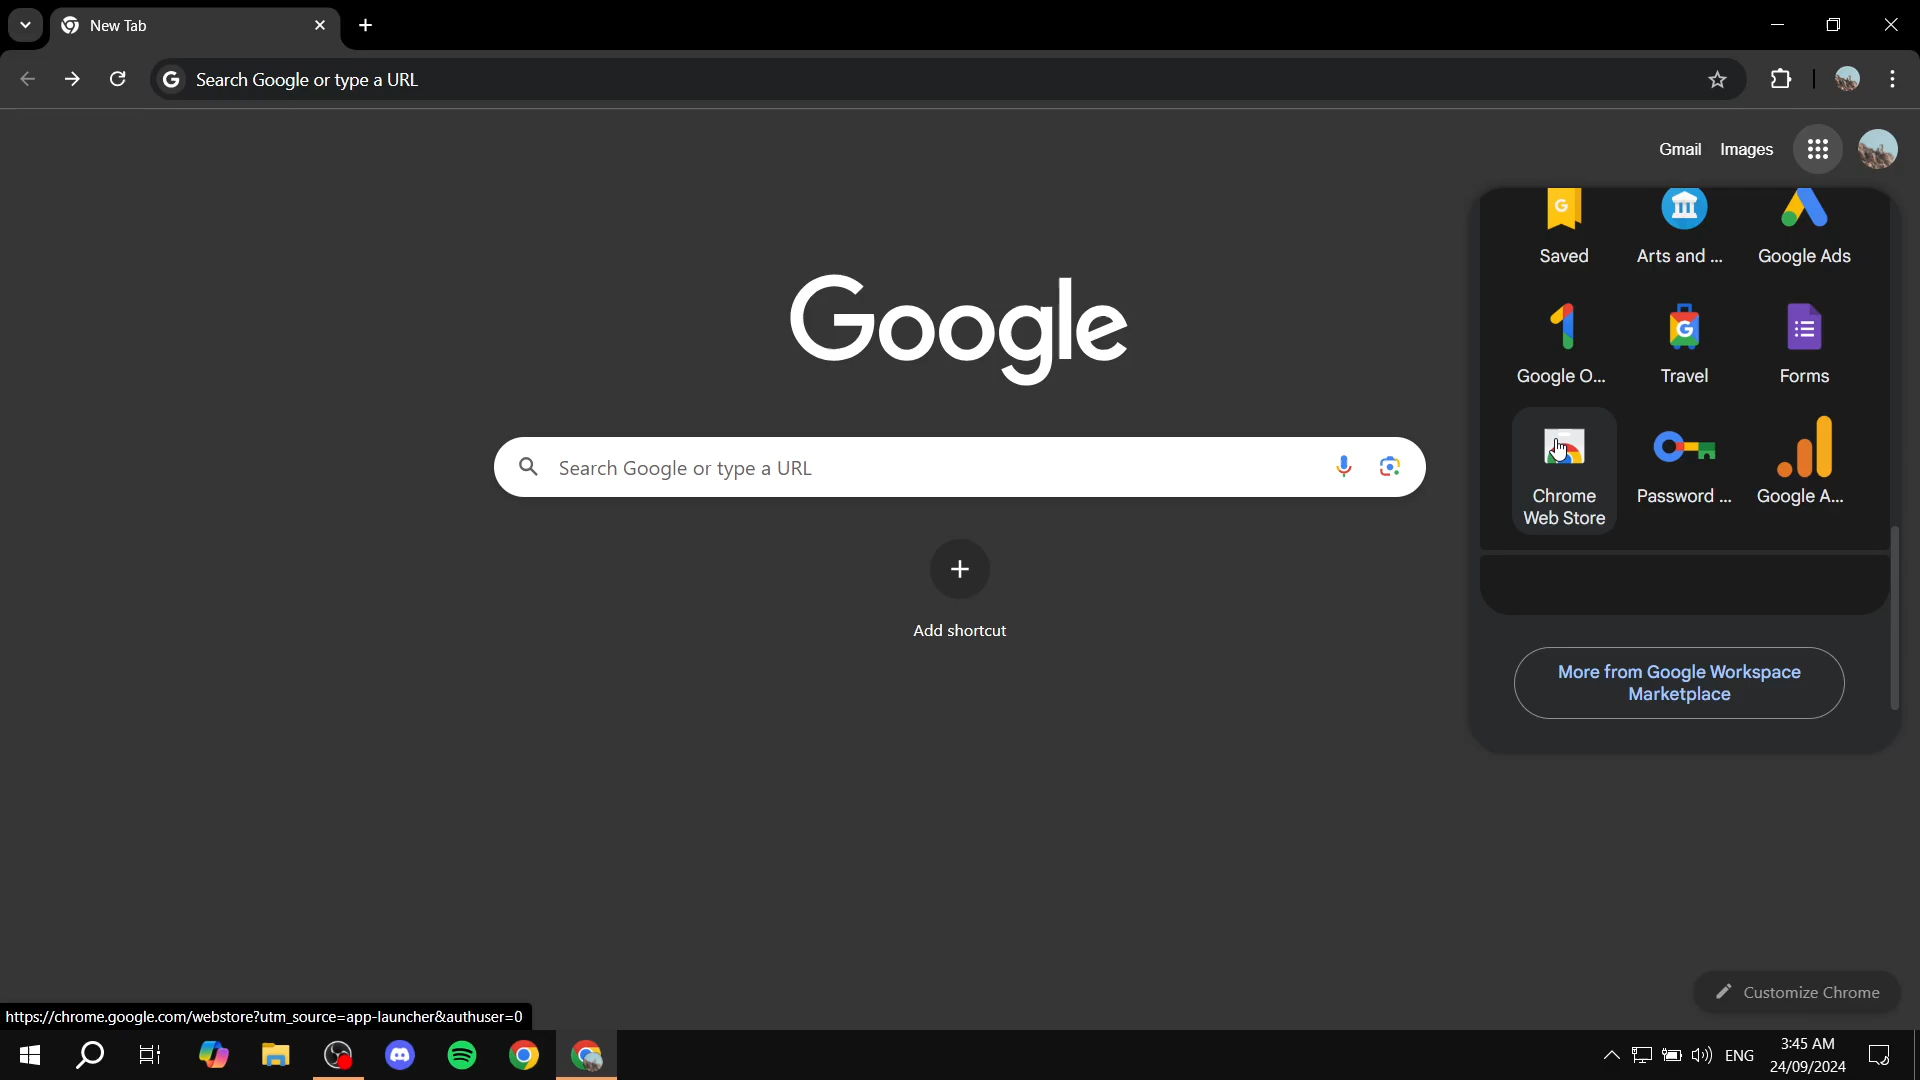 New Tab
Search Google or type a URL
Gmail
Images
Saved
Arts and ...
Google Ads
Google O...
Travel
Forms
Chrome
Web Store
Password ...
Google A...
More from Google Workspace
Marketplace
Google
Search Google or type a URL
Add shortcut
Customize Chrome
https://chrome.google.com/webstore?utm_source=app-launcher&authuser=0
ENG
3:45 AM
24/09/2024